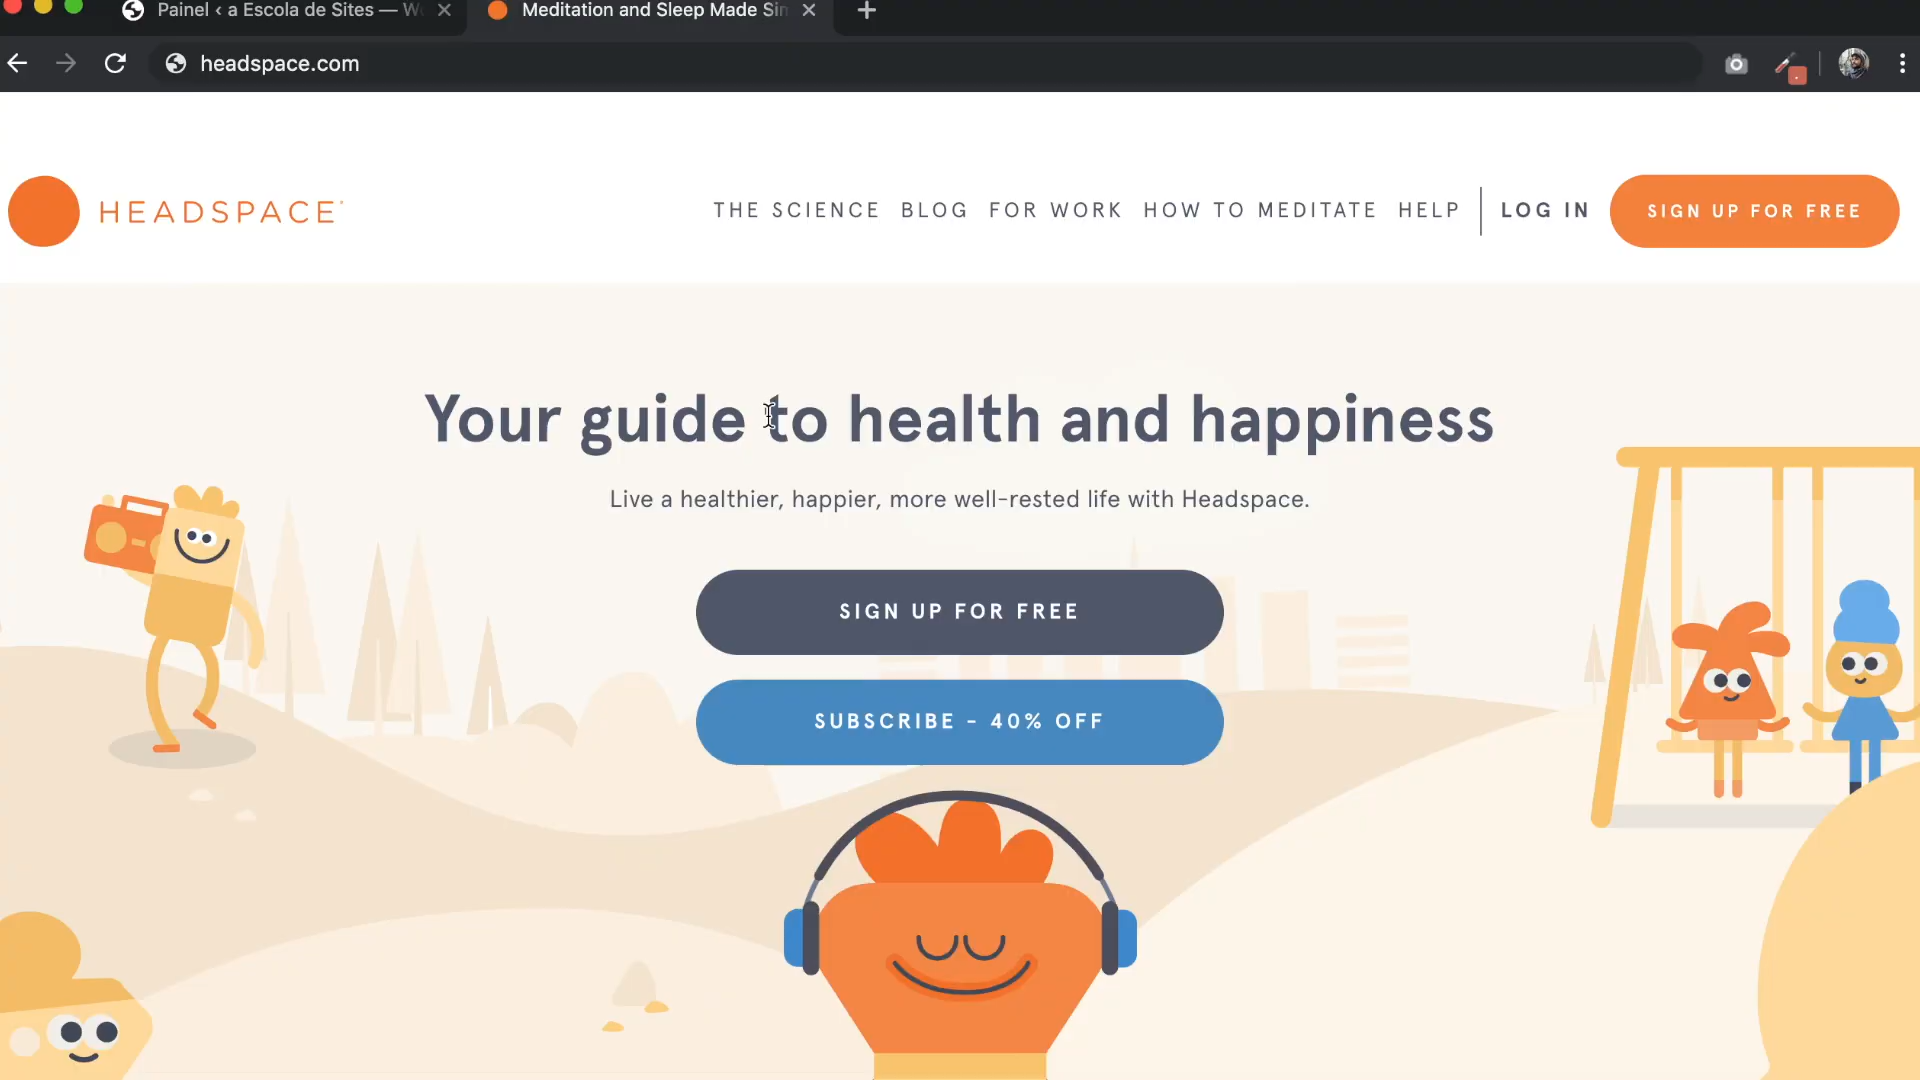 Painel ‹ a Escola de Sites —
Meditation and Sleep Made
headspace.com
HEADSPACE
THE SCIENCE BLOG FOR WORK HOW TO MEDITATE HELP LOG IN SIGN UP FOR FREE
Your guide to health and happiness
Live a healthier, happier, more well-rested life with Headspace.
SIGN UP FOR FREE
SUBSCRIBE - 40% OFF